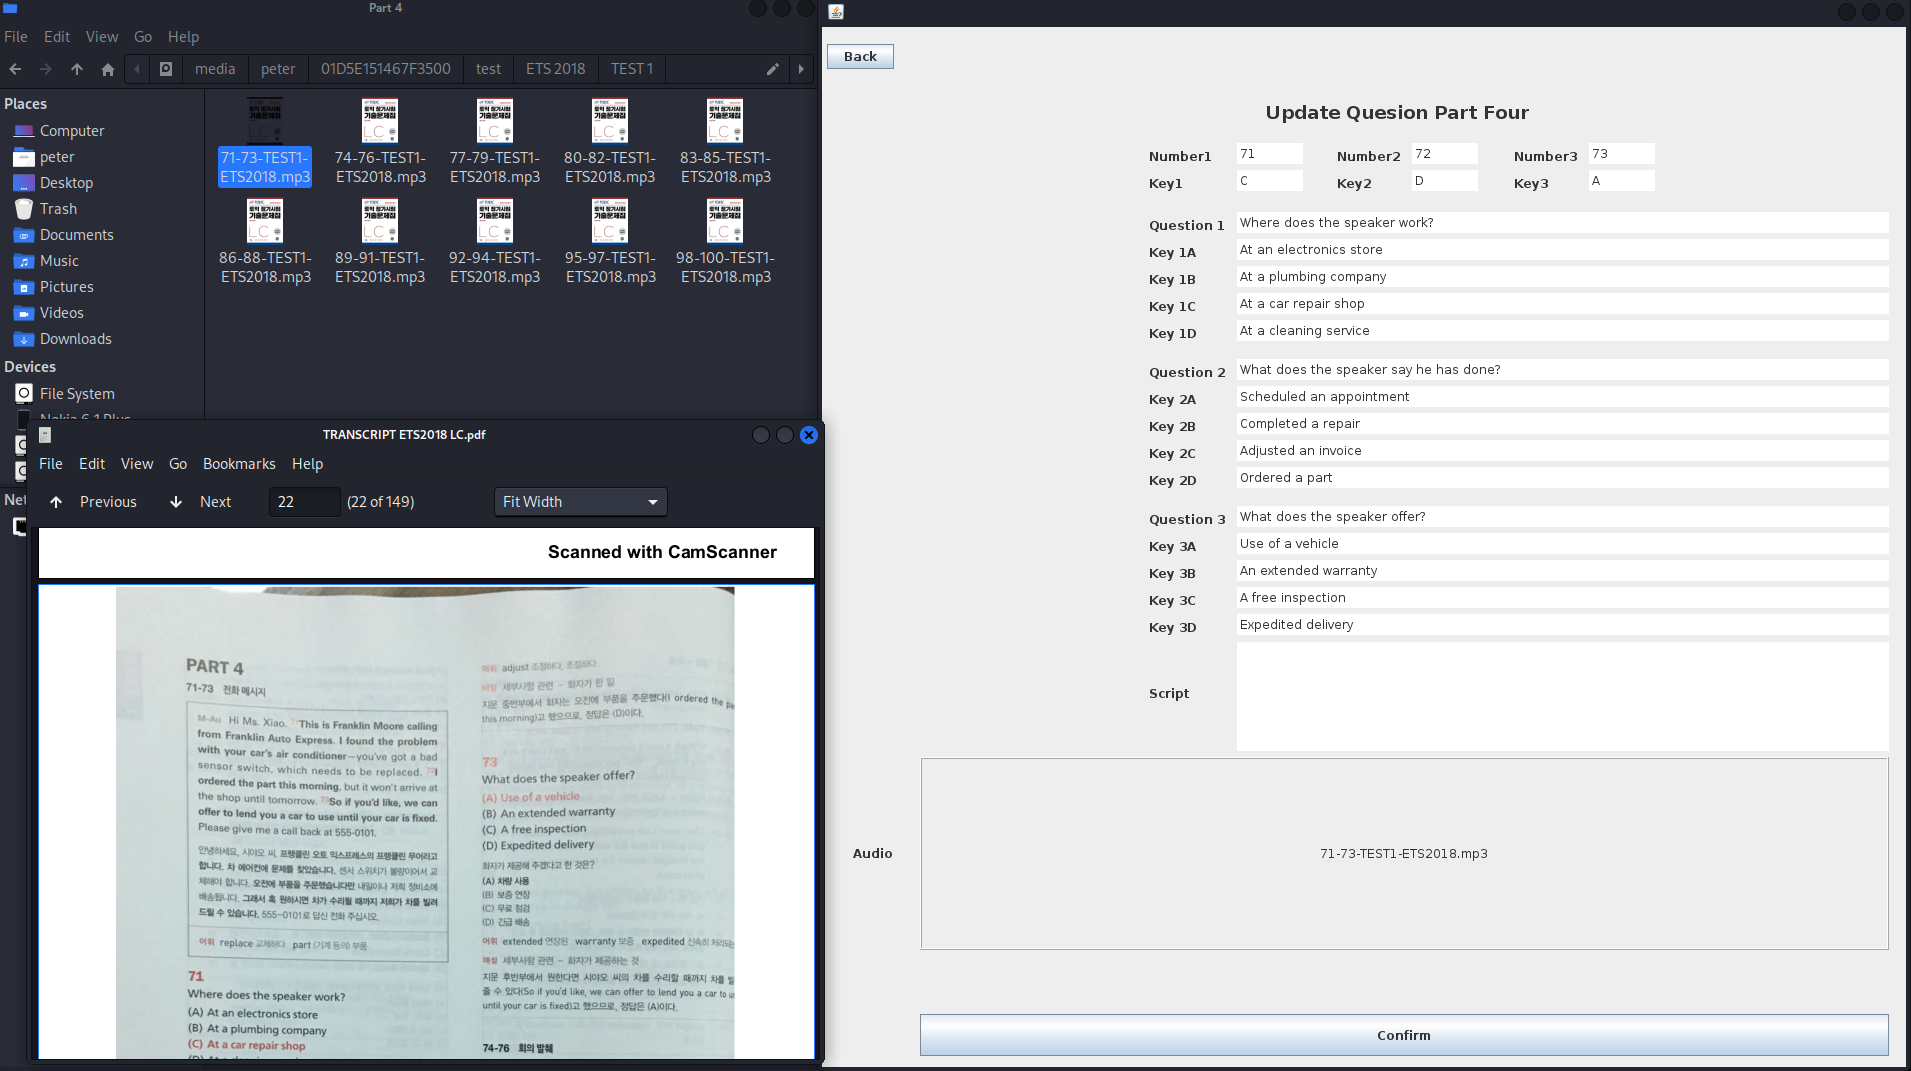 Part 4
File Edit View Go Help
media peter 01D5E151467F3500 test ETS 2018 TEST 1
Places
Computer
peter
Desktop
Trash
Documents
Music
Pictures
Videos
Downloads
Devices
File System
Nokia 6.1 Plus
Net
71-73-TEST1-
ETS2018.mp3
74-76-TEST1-
ETS2018.mp3
77-79-TEST1-
ETS2018.mp3
80-82-TEST1-
ETS2018.mp3
83-85-TEST1-
ETS2018.mp3
86-88-TEST1-
ETS2018.mp3
89-91-TEST1-
ETS2018.mp3
92-94-TEST1-
ETS2018.mp3
95-97-TEST1-
ETS2018.mp3
98-100-TEST1-
ETS2018.mp3
TRANSCRIPT ETS2018 LC.pdf
File Edit View Go Bookmarks Help
Previous Next 22 (22 of 149) Fit Width
Scanned with CamScanner
PART 4
71-73 전화 메시지
M-Au Hi Ms. Xiao. 71This is Franklin Moore calling
from Franklin Auto Express. I found the problem
with your car's air conditioner—you've got a bad
sensor switch, which needs to be replaced. 72I
ordered the part this morning, but it won't arrive at
the shop until tomorrow. 73So if you'd like, we can
offer to lend you a car to use until your car is fixed.
Please give me a call back at 555-0101.
안녕하세요, 시아오 씨. 프랭클린 오토 익스프레스의 프랭클린 무어라고
합니다. 차 에어컨에 문제를 찾았습니다. 센서 스위치가 불량이어서 교
체해야 합니다. 오전에 부품을 주문했습니다만 내일이나 저희 정비소에
배송됩니다. 그래서 혹 원하시면 차가 수리될 때까지 저희가 차를 빌려
드릴 수 있습니다. 555-0101로 답신 전화 주십시오.
어휘 replace 교체하다 part (기계 등의) 부품
71
Where does the speaker work?
(A) At an electronics store
(B) At a plumbing company
(C) At a car repair shop
어휘 adjust 조정하다, 조절하다
해설 세부사항 관련 - 화자가 한 일
지문 중반부에서 화자는 오전에 부품을 주문했다(I ordered the
this morning)고 했으므로, 정답은 (D)이다.
73
What does the speaker offer?
(A) Use of a vehicle
(B) An extended warranty
(C) A free inspection
(D) Expedited delivery
화자가 제공해 주겠다고 한 것은?
(A) 차량 사용
(B) 보증 연장
(C) 무료 점검
(D) 긴급 배송
어휘 extended 연장된 warranty 보증 expedited 신속히 처리되는
해설 세부사항 관련 - 화자가 제공하는 것
지문 후반부에서 원한다면 시아오 씨의 차를 수리할 때까지 차를
줄 수 있다(So if you'd like, we can offer to lend you a car to
until your car is fixed)고 했으므로, 정답은 (A)이다.
74-76 회의 발췌
Back
Update Quesion Part Four
Number1 71 Number2 72 Number3 73
Key1 C Key2 D Key3 A
Question 1 Where does the speaker work?
Key 1A At an electronics store
Key 1B At a plumbing company
Key 1C At a car repair shop
Key 1D At a cleaning service
Question 2 What does the speaker say he has done?
Key 2A Scheduled an appointment
Key 2B Completed a repair
Key 2C Adjusted an invoice
Key 2D Ordered a part
Question 3 What does the speaker offer?
Key 3A Use of a vehicle
Key 3B An extended warranty
Key 3C A free inspection
Key 3D Expedited delivery
Script
Audio 71-73-TEST1-ETS2018.mp3
Confirm